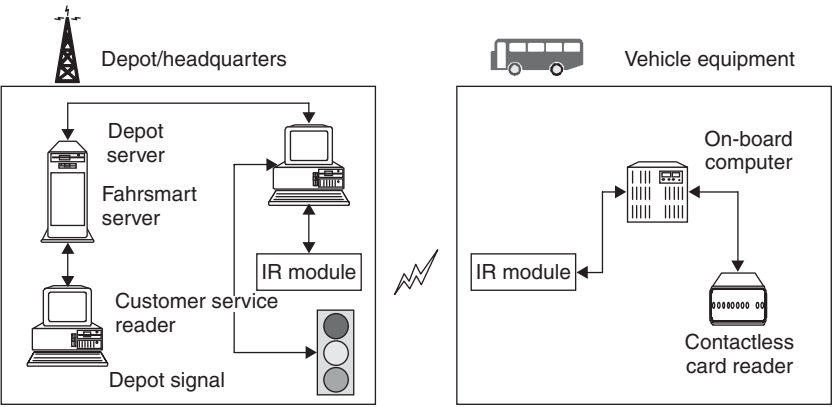 Depot/headquarters
Depot
server
Fahrsmart
server
IR module
Customer service
reader
Depot signal
Vehicle equipment
On-board
computer
IR module
Contactless
card reader